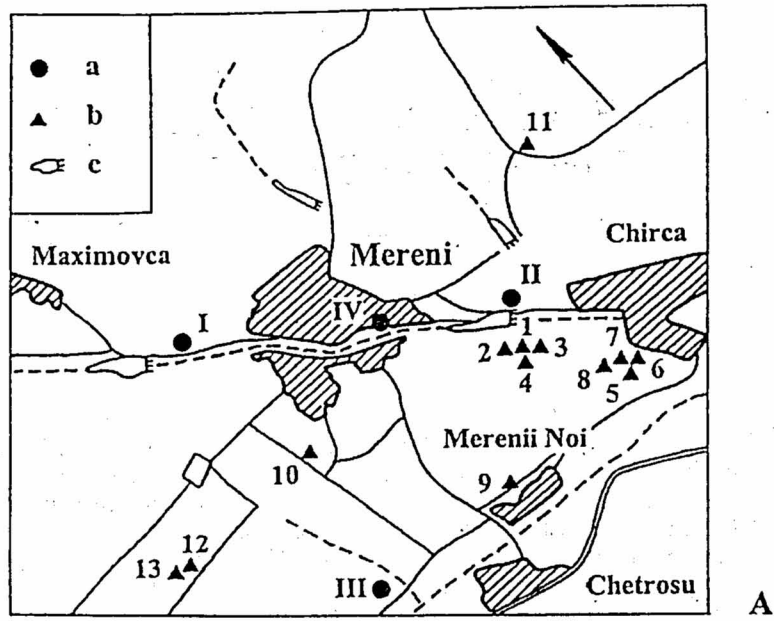 a
b
c
11
Maximovca
Mereni
Chirca
II
I
IV
1
2
3
4
7
8
6
5
Merenii Noi
10
9
12
13
III
Chetrosu
A